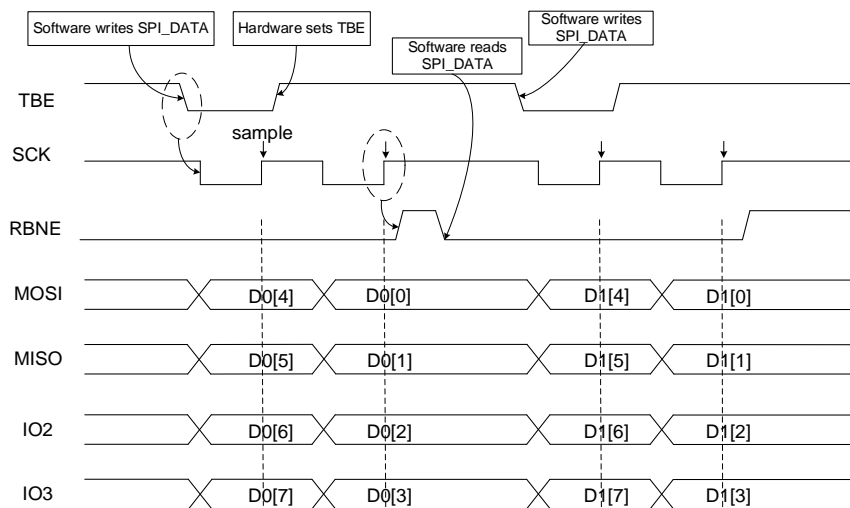 Software writes SPI_DATA
Hardware sets TBE
Software reads
SPI_DATA
Software writes
SPI_DATA
TBE
sample
SCK
RBNE
MOSI
D0[4]
D0[0]
D1[4]
D1[0]
MISO
D0[5]
D0[1]
D1[5]
D1[1]
IO2
D0[6]
D0[2]
D1[6]
D1[2]
IO3
D0[7]
D0[3]
D1[7]
D1[3]